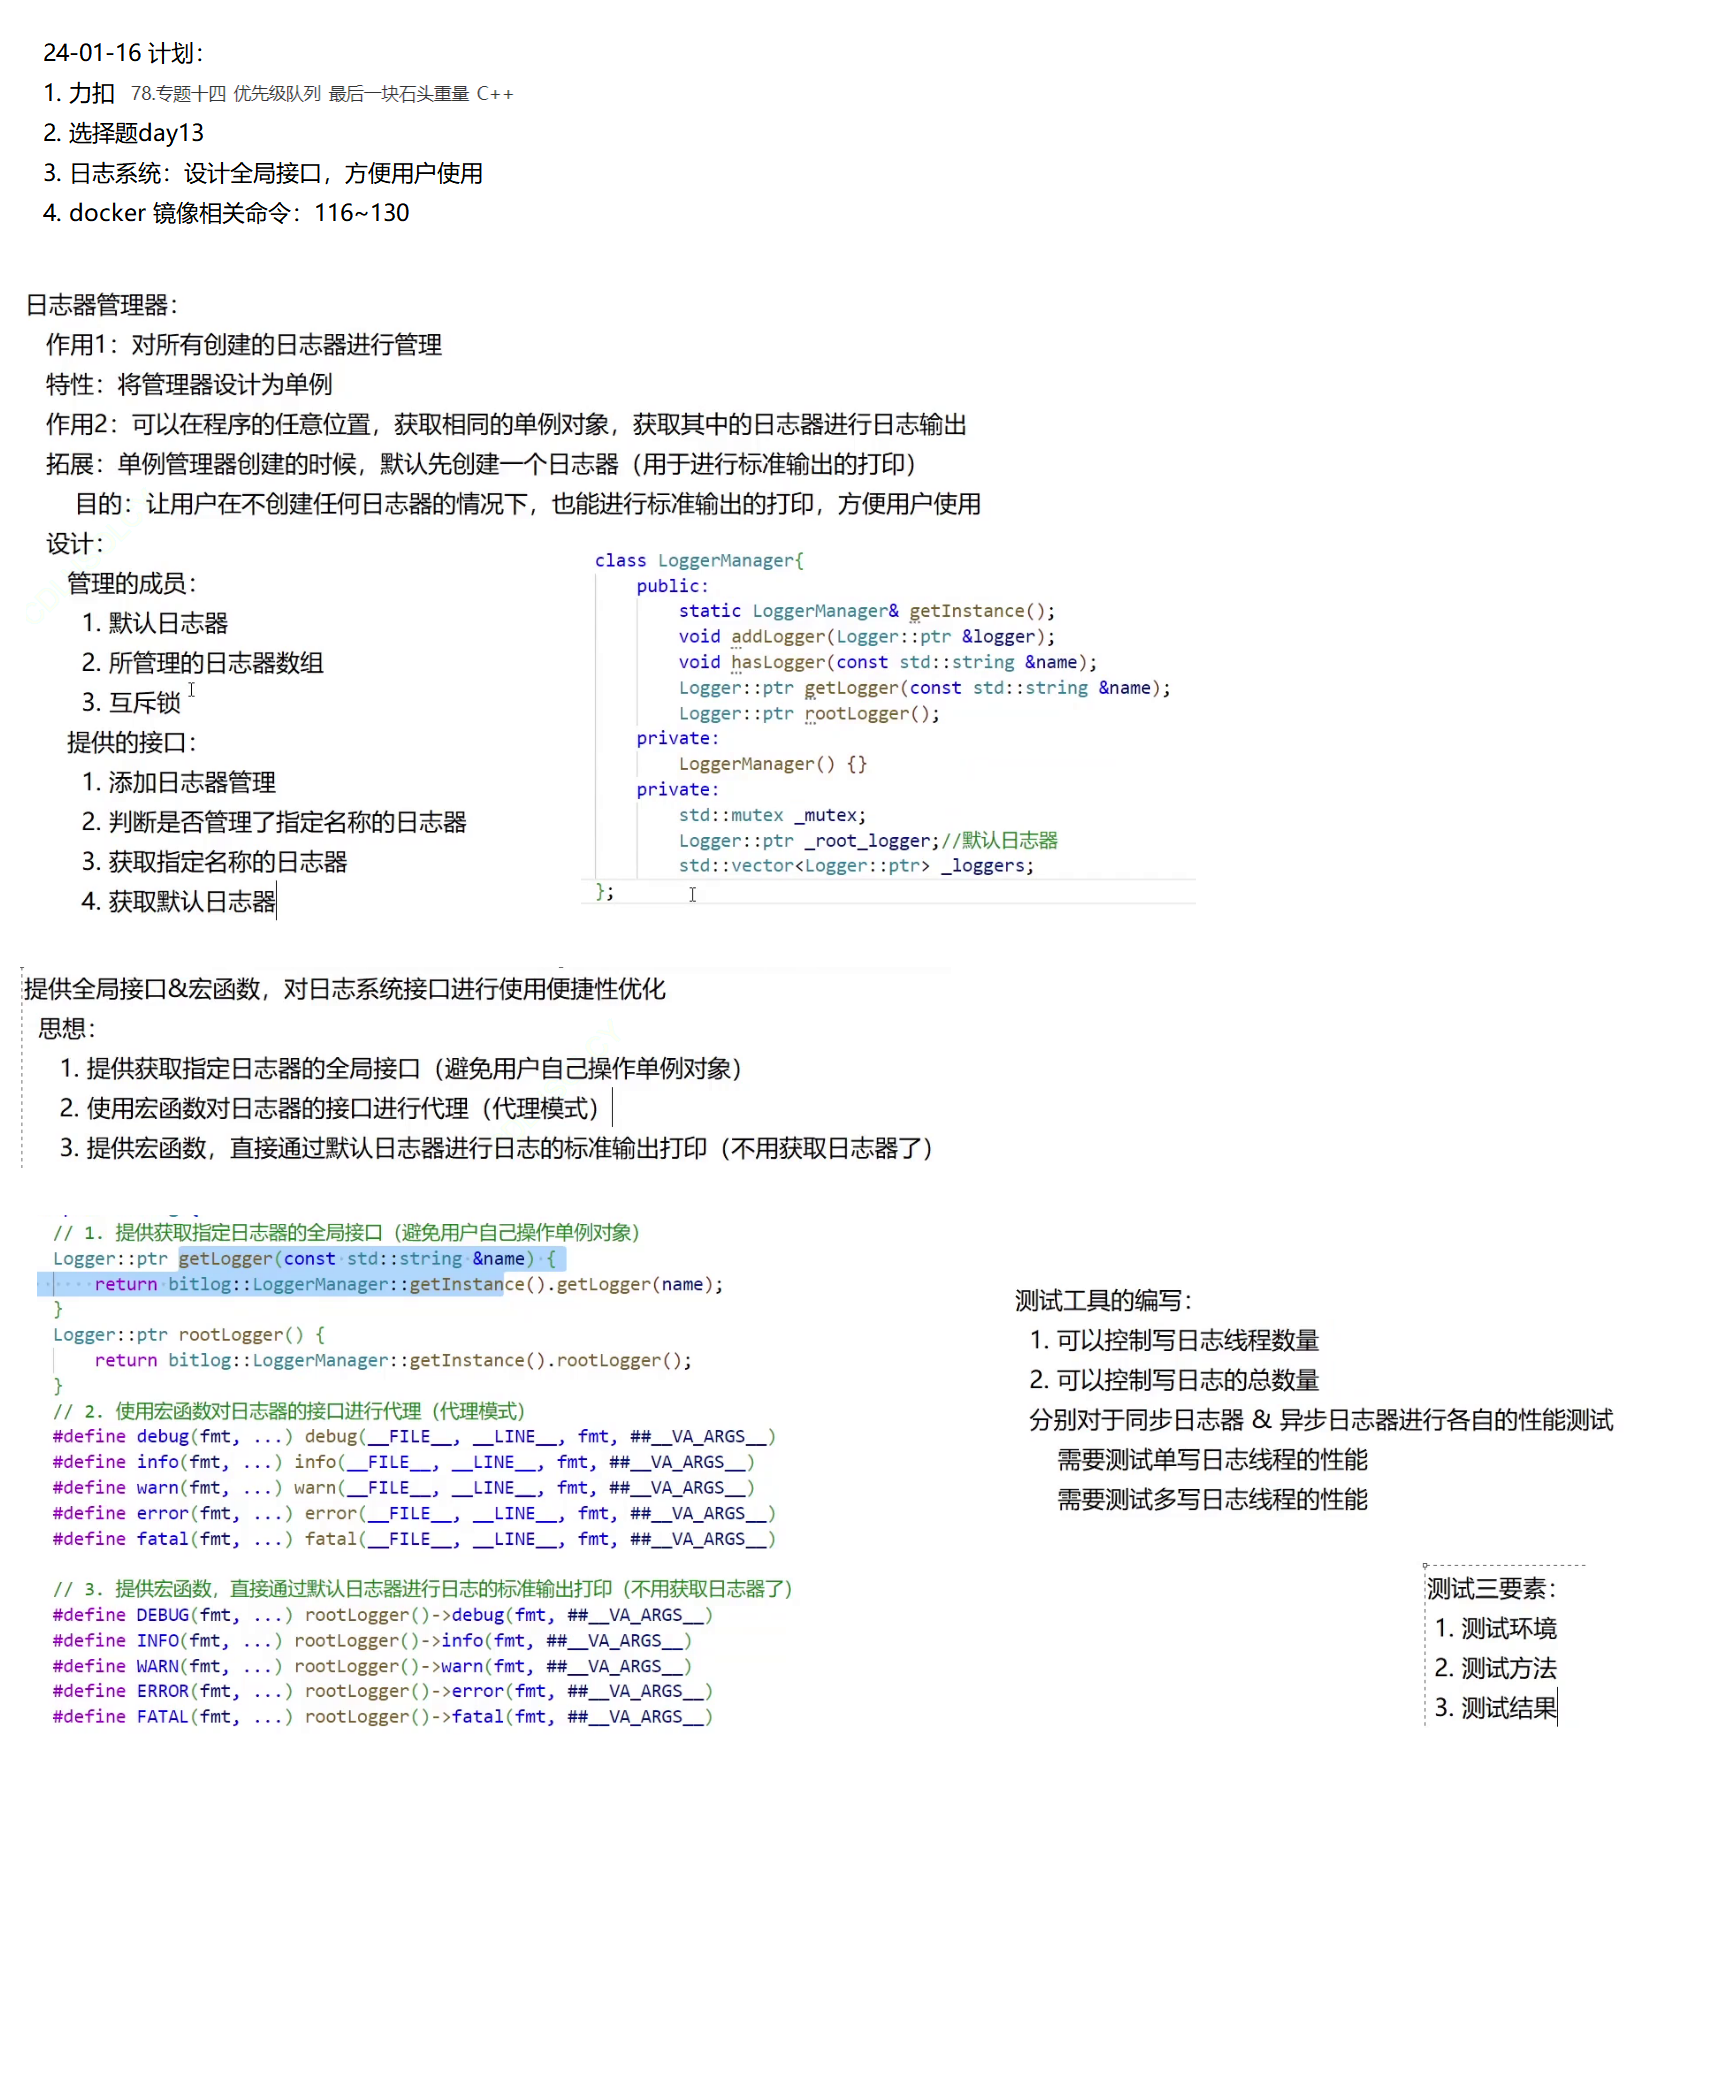 24-01-16 计划：
1. 力扣 78.专题十四 优先级队列 最后一块石头重量 C++
2. 选择题day13
3. 日志系统：设计全局接口，方便用户使用
4. docker 镜像相关命令：116~130
日志器管理器：
作用1：对所有创建的日志器进行管理
特性：将管理器设计为单例
作用2：可以在程序的任意位置，获取相同的单例对象，获取其中的日志器进行日志输出
拓展：单例管理器创建的时候，默认先创建一个日志器（用于进行标准输出的打印）
目的：让用户在不创建任何日志器的情况下，也能进行标准输出的打印，方便用户使用
设计：
管理的成员：
1. 默认日志器
2. 所管理的日志器数组
3. 互斥锁
提供的接口：
1. 添加日志器管理
2. 判断是否管理了指定名称的日志器
3. 获取指定名称的日志器
4. 获取默认日志器
class LoggerManager{
public:
static LoggerManager& getInstance();
void addLogger(Logger::ptr &logger);
void hasLogger(const std::string &name);
Logger::ptr getLogger(const std::string &name);
Logger::ptr rootLogger();
private:
LoggerManager() {}
private:
std::mutex _mutex;
Logger::ptr _root_logger;//默认日志器
std::vector<Logger::ptr> _loggers;
};
提供全局接口&宏函数，对日志系统接口进行使用便捷性优化
思想：
1. 提供获取指定日志器的全局接口（避免用户自己操作单例对象）
2. 使用宏函数对日志器的接口进行代理（代理模式）
3. 提供宏函数，直接通过默认日志器进行日志的标准输出打印（不用获取日志器了）
// 1. 提供获取指定日志器的全局接口（避免用户自己操作单例对象）
Logger::ptr getLogger(const std::string &name) {
return bitlog::LoggerManager::getInstance().getLogger(name);
}
Logger::ptr rootLogger() {
return bitlog::LoggerManager::getInstance().rootLogger();
}
// 2. 使用宏函数对日志器的接口进行代理（代理模式）
#define debug(fmt, ...) debug(__FILE__, __LINE__, fmt, ##__VA_ARGS__)
#define info(fmt, ...) info(__FILE__, __LINE__, fmt, ##__VA_ARGS__)
#define warn(fmt, ...) warn(__FILE__, __LINE__, fmt, ##__VA_ARGS__)
#define error(fmt, ...) error(__FILE__, __LINE__, fmt, ##__VA_ARGS__)
#define fatal(fmt, ...) fatal(__FILE__, __LINE__, fmt, ##__VA_ARGS__)
// 3. 提供宏函数，直接通过默认日志器进行日志的标准输出打印（不用获取日志器了）
#define DEBUG(fmt, ...) rootLogger()->debug(fmt, ##__VA_ARGS__)
#define INFO(fmt, ...) rootLogger()->info(fmt, ##__VA_ARGS__)
#define WARN(fmt, ...) rootLogger()->warn(fmt, ##__VA_ARGS__)
#define ERROR(fmt, ...) rootLogger()->error(fmt, ##__VA_ARGS__)
#define FATAL(fmt, ...) rootLogger()->fatal(fmt, ##__VA_ARGS__)
测试工具的编写：
1. 可以控制写日志线程数量
2. 可以控制写日志的总数量
分别对于同步日志器 & 异步日志器进行各自的性能测试
需要测试单写日志线程的性能
需要测试多写日志线程的性能
测试三要素：
1. 测试环境
2. 测试方法
3. 测试结果